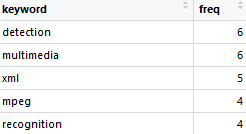 keyword freq
detection 6
multimedia 6
xml 5
mpeg 4
recognition 4